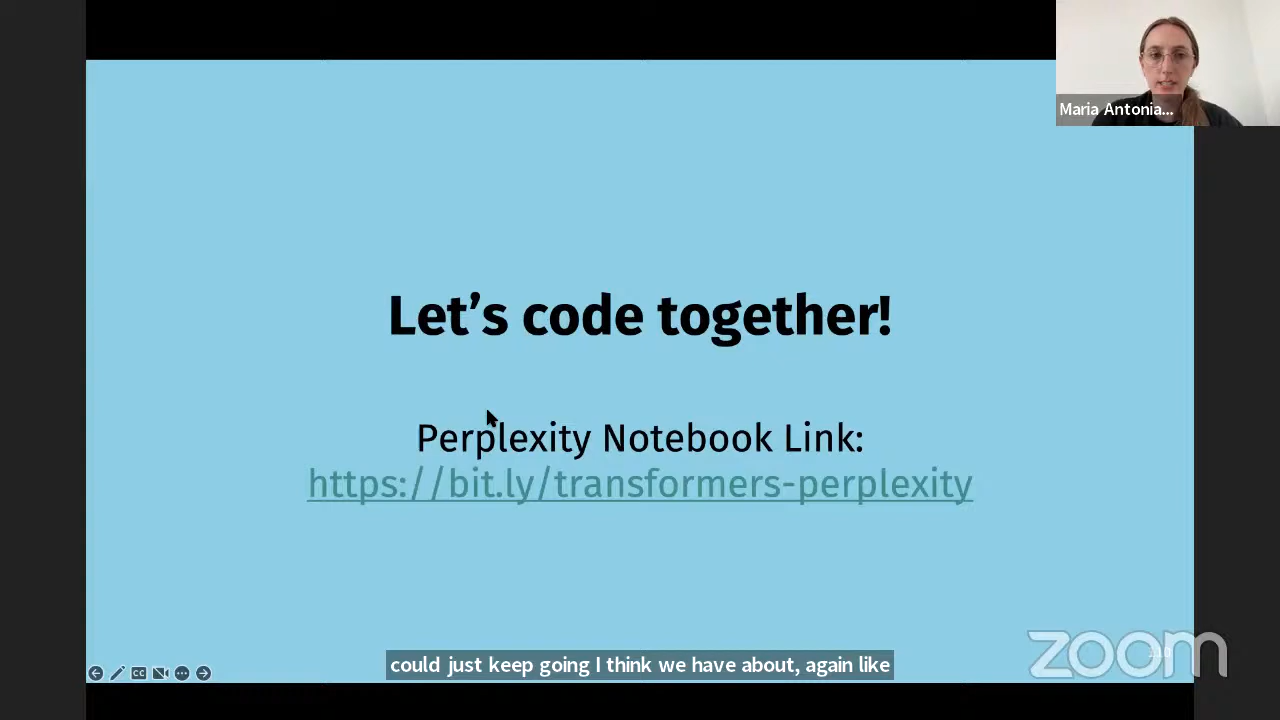 Maria Antonia...
Let’s code together!
Perplexity Notebook Link:
https://bit.ly/transformers-perplexity
could just keep going I think we have about, again like
zoom